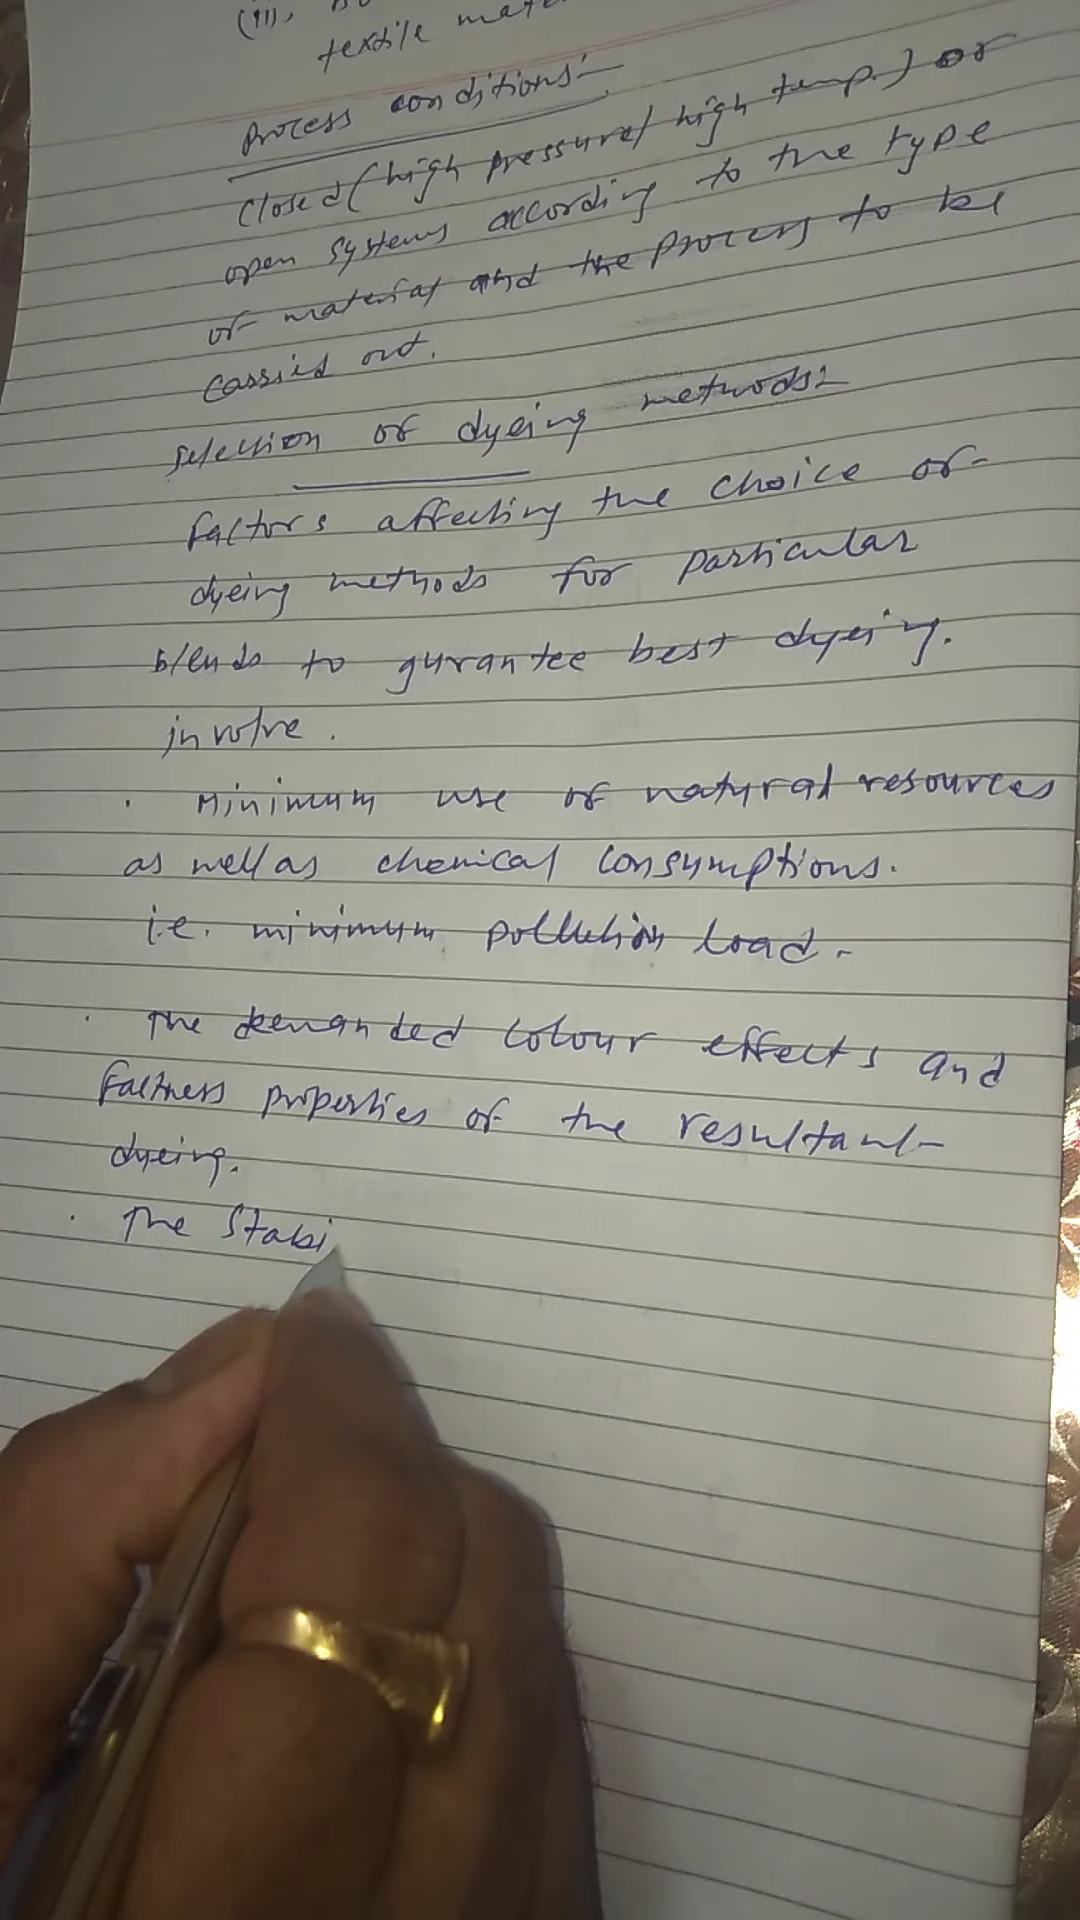 (iii),
textile mate
Process conditions:-
Closed (high pressure/ high temp.) or
open systems according to the type
of material and the process to be
carried out.
Selection of dyeing methods:-
Factors affecting the choice of
dyeing methods for particular
blends to gurantee best dyeing.
involve.
· Minimum use of natural resources
as well as chemical consumptions.
i.e. minimum pollution load.
· The demanded colour effects and
fastness properties of the resultant
dyeing.
· The Stabi